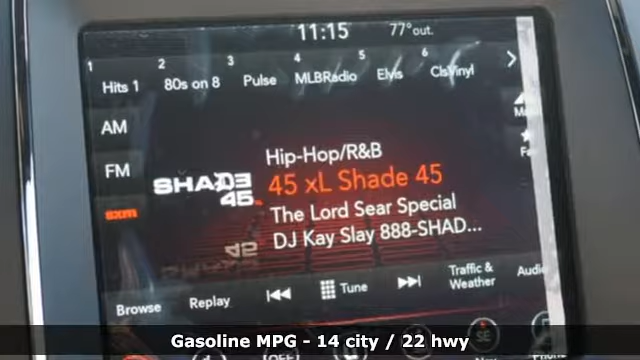 11:15 77°out.
1 2 3 4 5 6
Hits 1 80s on 8 Pulse MLBRadio Elvis ClsVinyl
AM
FM
sxm
Hip-Hop/R&B
SHADE 45
45 xL Shade 45
The Lord Sear Special
DJ Kay Slay 888-SHAD...
Browse Replay Tune Traffic & Weather Audio
OFF
SE
Gasoline MPG - 14 city / 22 hwy